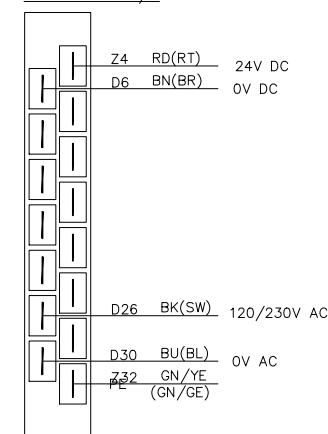 Z4 RD(RT) 24V DC
D6 BN(BR) 0V DC
D26 BK(SW) 120/230V AC
D30 BU(BL) 0V AC
Z32 GN/YE
PE (GN/GE)